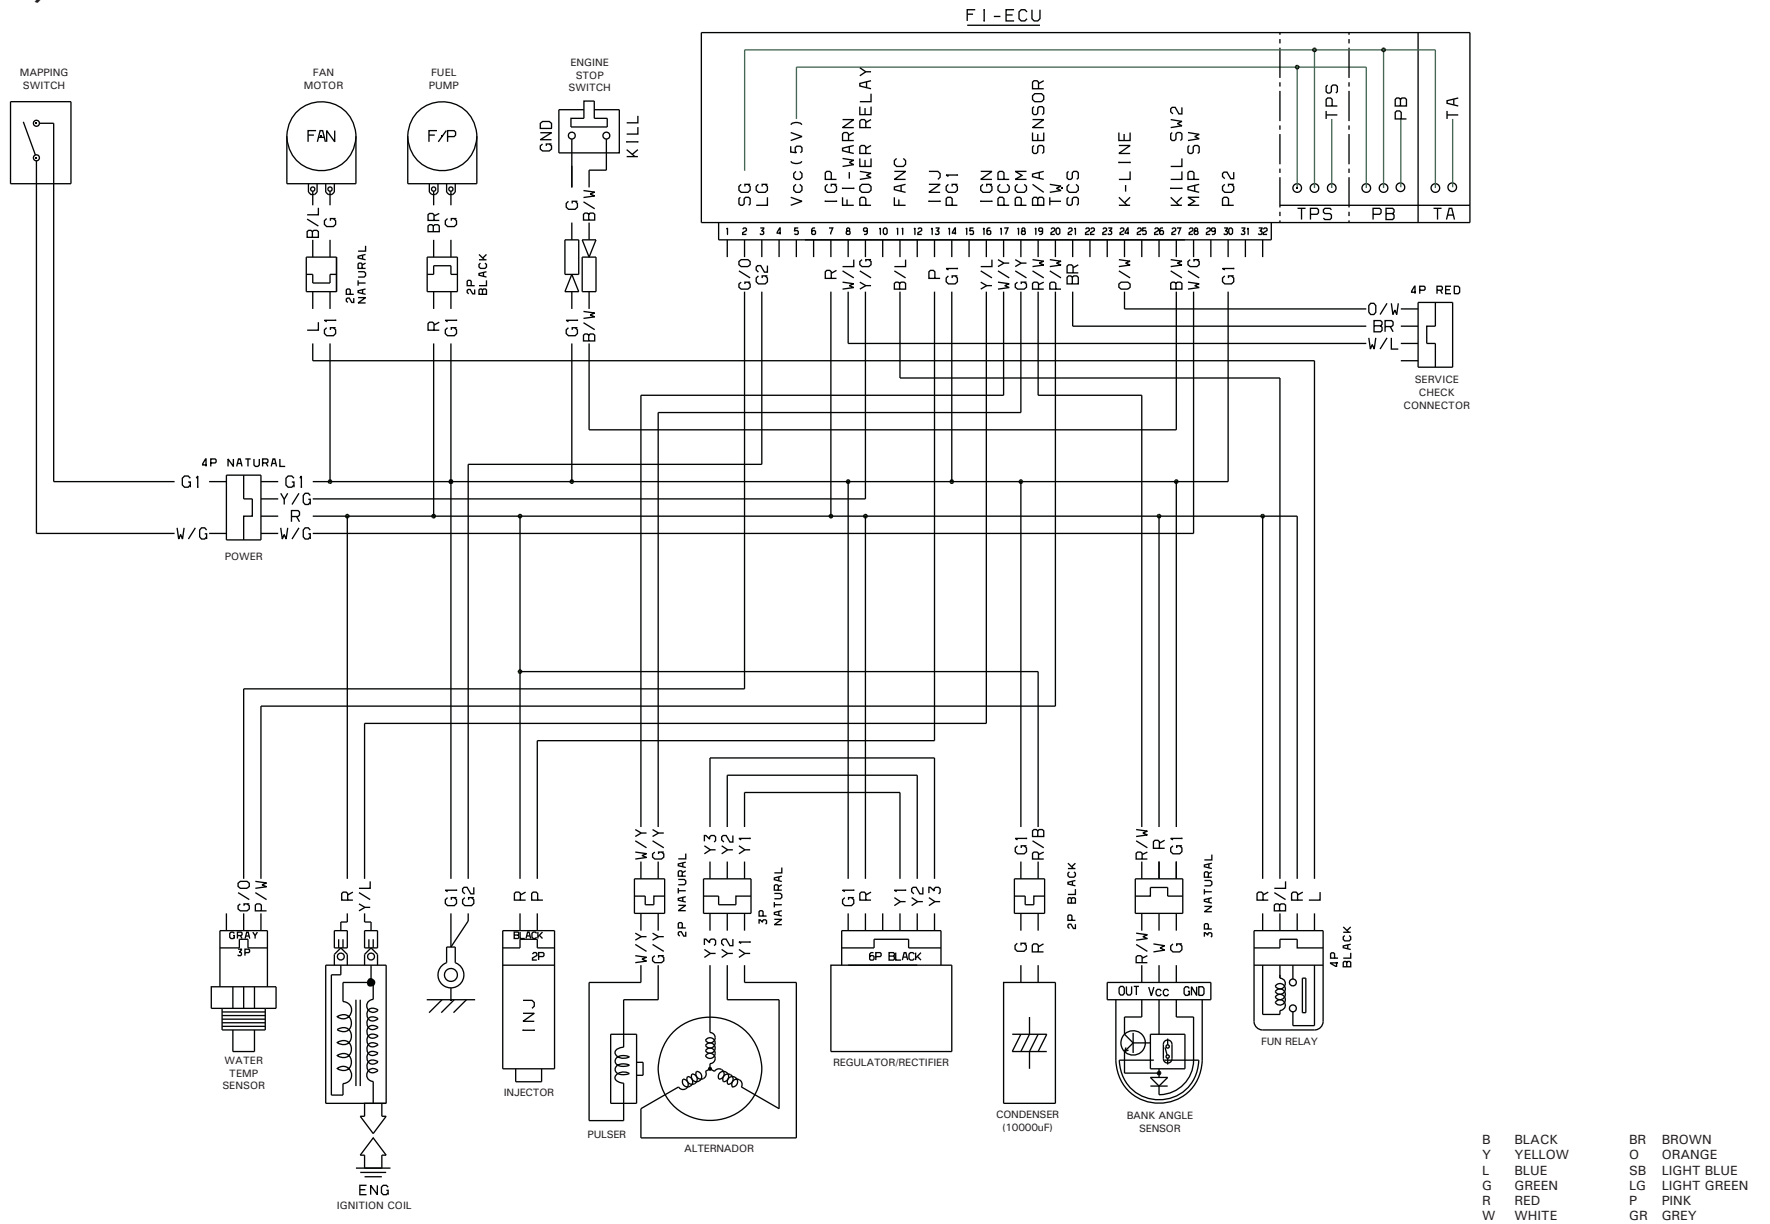 FI-ECU
MAPPING
SWITCH
FAN
MOTOR
FUEL
PUMP
ENGINE
STOP
SWITCH
FAN
F/P
GND
KILL
SG
LG
Vcc(5V)
IGP
FI-WARN
POWER RELAY
FANC
INJ
PG1
IGN
PCP
PCM
B/A SENSOR
TW
SCS
K-LINE
KILL SW2
MAP SW
PG2
TPS
PB
TA
TPS PB TA
1 2 3 4 5 6 7 8 9 10 11 12 13 14 15 16 17 18 19 20 21 22 23 24 25 26 27 28 29 30 31 32
B/L G
BR G
G B/W
2P
NATURAL
2P
BLACK
L G1
R G1
G1 B/W
G/O G2 R W/L Y/G B/L P G1 Y/L W/Y G/Y R/W P/W BR O/W B/W W/G G1
4P RED
O/W
BR
W/L
SERVICE
CHECK
CONNECTOR
4P NATURAL
G1 G1
Y/G
R
W/G W/G
POWER
W/Y G/Y
Y3 Y2 Y1
G1 R/B
R/W R G1
2P NATURAL
3P
NATURAL
2P BLACK
3P NATURAL
G/O P/W
R Y/L
G1 G2
R P
G1 R Y1 Y2 Y3
R B/L R L
GRAY
3P
BLACK
2P
W/Y G/Y
Y3 Y2 Y1
6P BLACK
G R
R/W W G
4P
BLACK
OUT Vcc GND
INJ
WATER
TEMP
SENSOR
INJECTOR
PULSER
ALTERNADOR
REGULATOR/RECTIFIER
CONDENSER
(10000uF)
BANK ANGLE
SENSOR
FUN RELAY
ENG
IGNITION COIL
B BLACK BR BROWN
Y YELLOW O ORANGE
L BLUE SB LIGHT BLUE
G GREEN LG LIGHT GREEN
R RED P PINK
W WHITE GR GREY